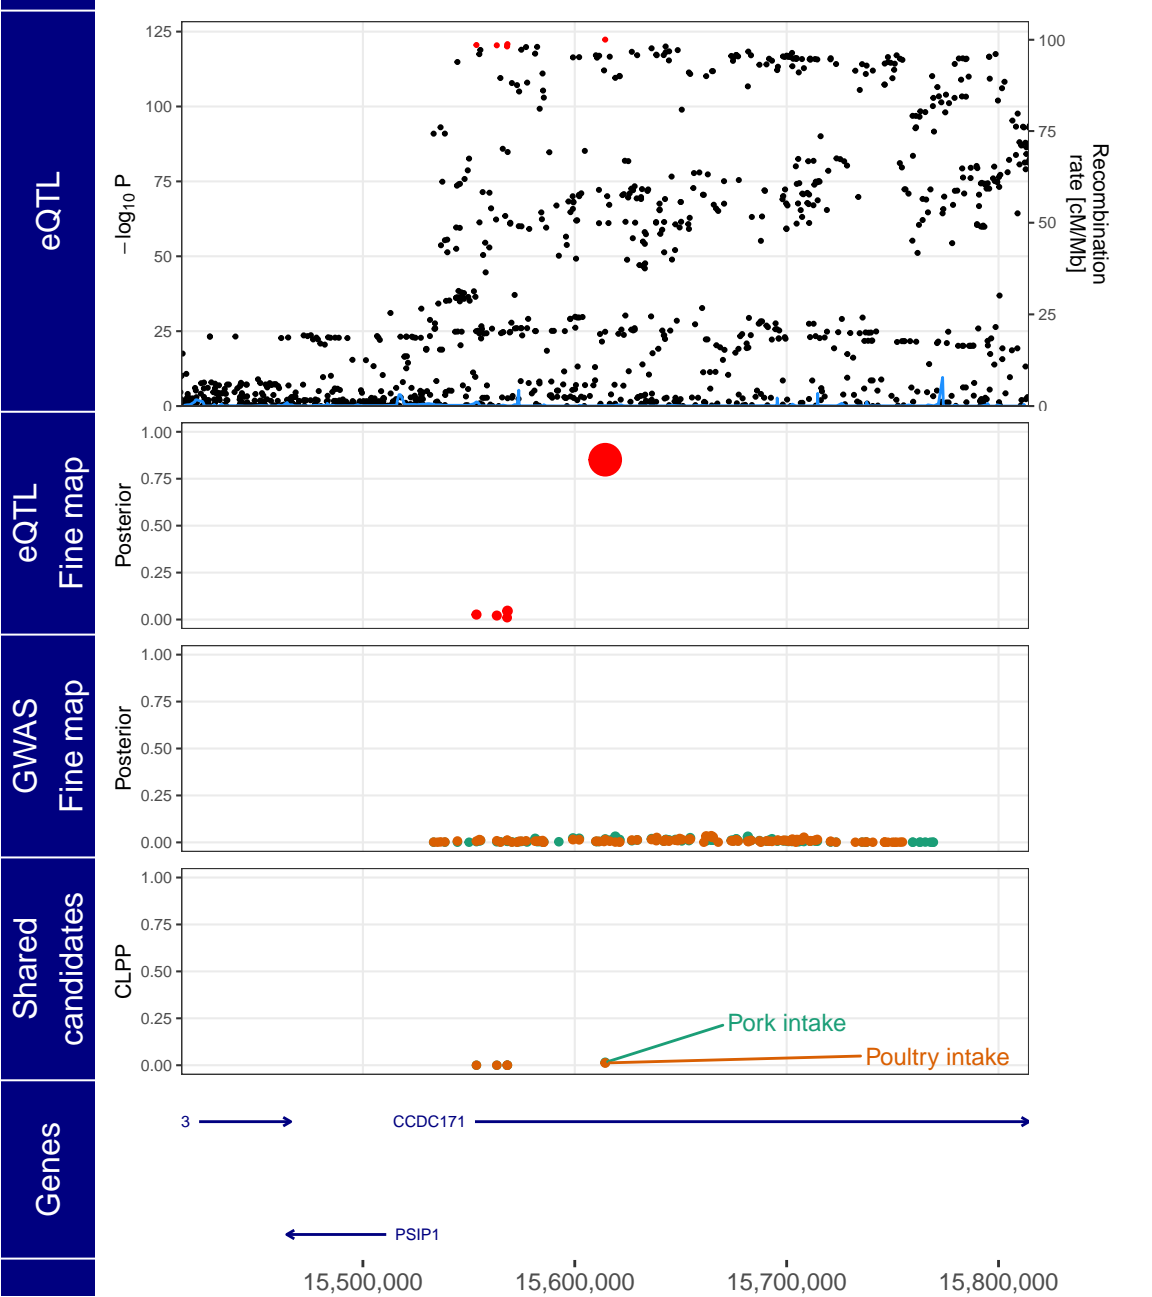 eQTL
−log10 P
125
100
75
50
25
0
100
75
50
25
0
Recombination
rate [cM/Mb]
eQTL
Fine map
Posterior
1.00
0.75
0.50
0.25
0.00
GWAS
Fine map
Posterior
1.00
0.75
0.50
0.25
0.00
Shared
candidates
CLPP
1.00
0.75
0.50
0.25
0.00
Pork intake
Poultry intake
Genes
3
CCDC171
PSIP1
15,500,000
15,600,000
15,700,000
15,800,000